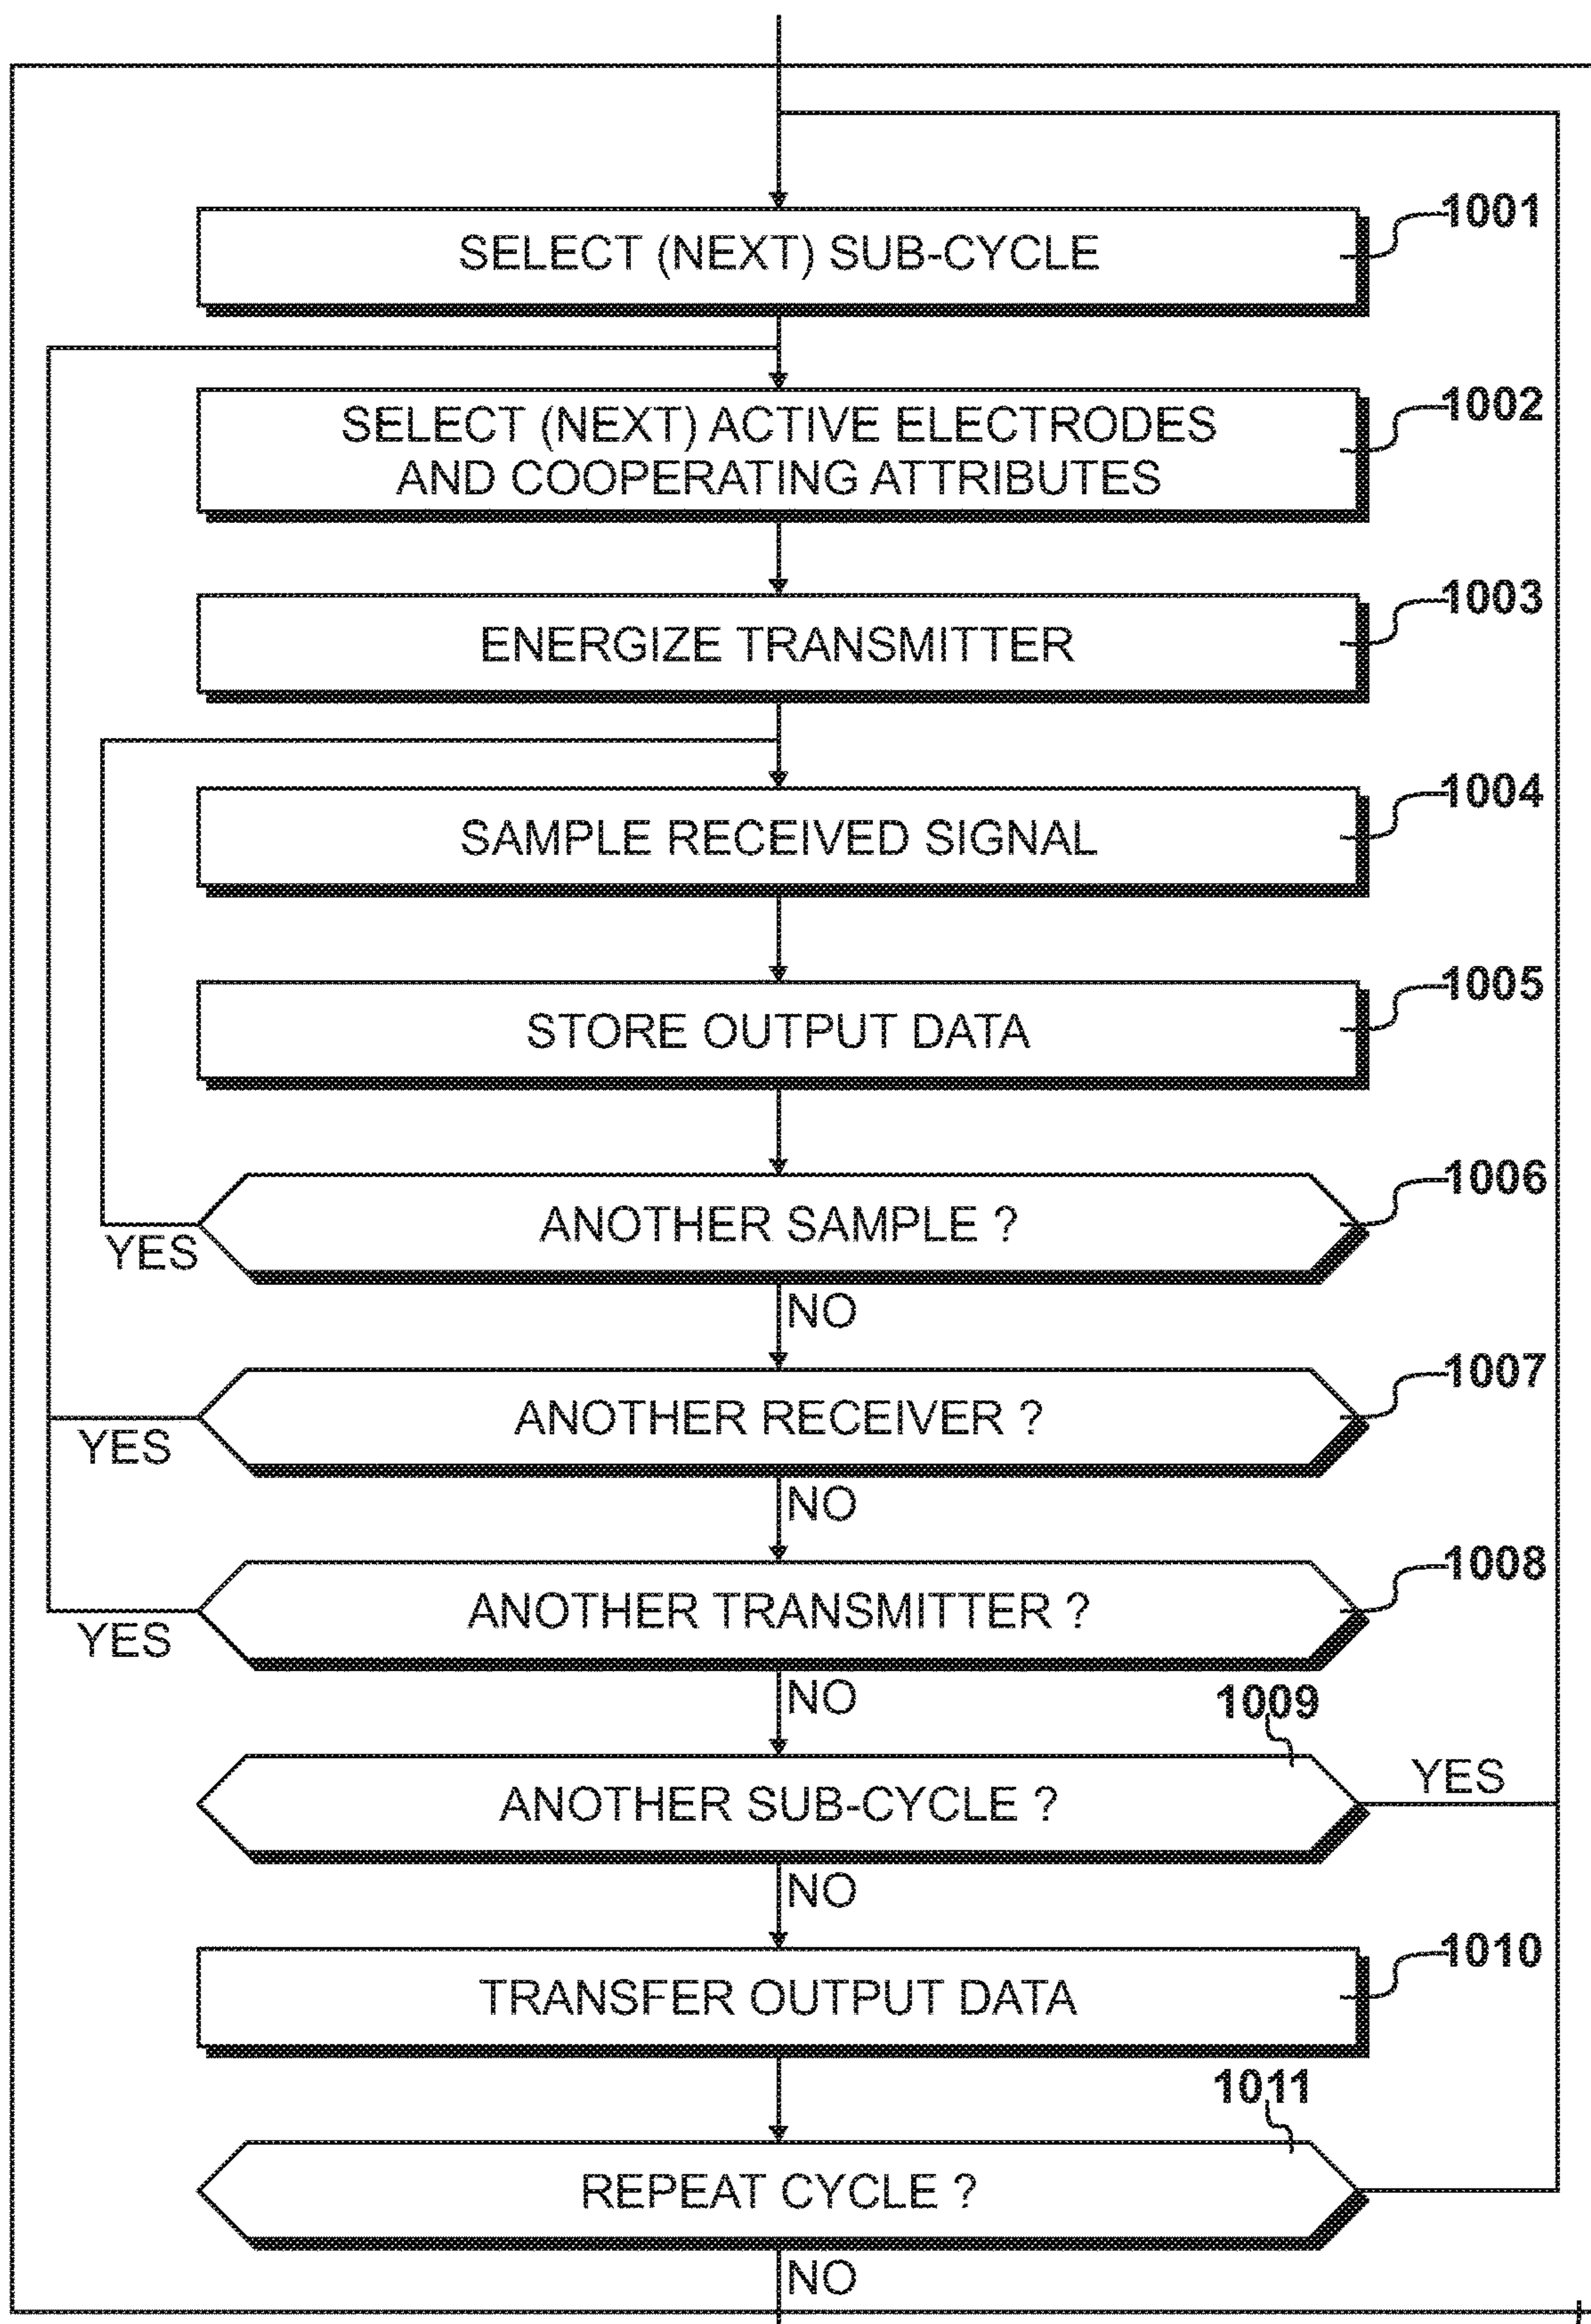 1001
SELECT (NEXT) SUB-CYCLE
1002
SELECT (NEXT) ACTIVE ELECTRODES
AND COOPERATING ATTRIBUTES
1003
ENERGIZE TRANSMITTER
1004
SAMPLE RECEIVED SIGNAL
1005
STORE OUTPUT DATA
1006
ANOTHER SAMPLE ?
YES
NO
1007
ANOTHER RECEIVER ?
YES
NO
1008
ANOTHER TRANSMITTER ?
YES
NO
1009
ANOTHER SUB-CYCLE ?
YES
NO
1010
TRANSFER OUTPUT DATA
1011
REPEAT CYCLE ?
NO